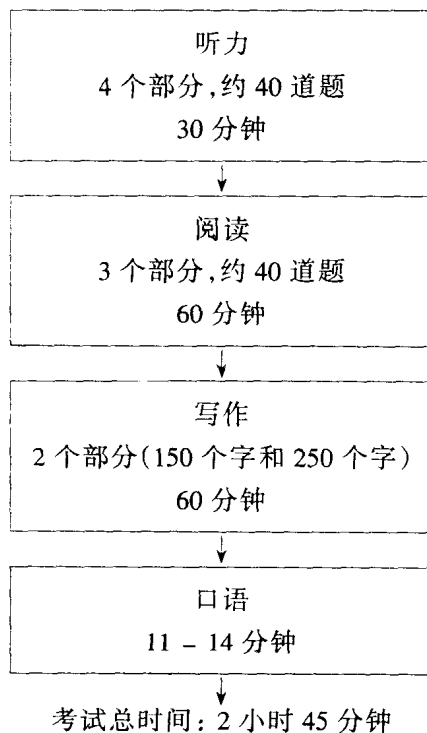 听力
4 个部分,约 40 道题
30 分钟
阅读
3 个部分,约 40 道题
60 分钟
写作
2 个部分(150 个字和 250 个字)
60 分钟
口语
11 - 14 分钟
考试总时间: 2 小时 45 分钟